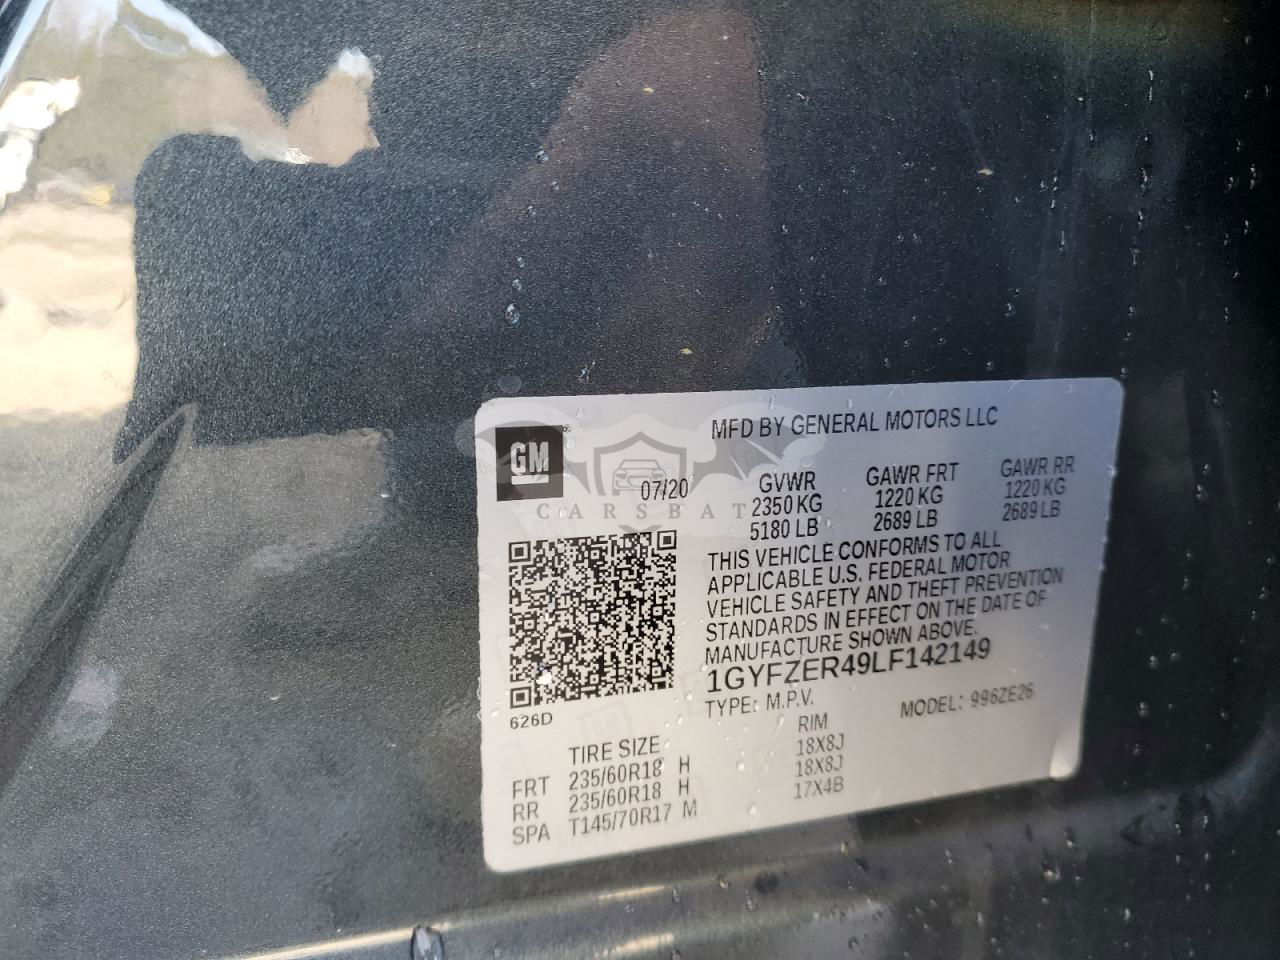 MFD BY GENERAL MOTORS LLC
GM
07/20
GVWR GAWR FRT GAWR RR
2350 KG 1220 KG 1220 KG
5180 LB 2689 LB 2689 LB
CARSBAT
THIS VEHICLE CONFORMS TO ALL
APPLICABLE U.S. FEDERAL MOTOR
VEHICLE SAFETY AND THEFT PREVENTION
STANDARDS IN EFFECT ON THE DATE OF
MANUFACTURE SHOWN ABOVE.
1GYFZER49LF142149
TYPE: M.P.V. MODEL: 996ZE26
626D
TIRE SIZE RIM
FRT 235/60R18 H 18X8J
RR 235/60R18 H 18X8J
SPA T145/70R17 M 17X4B